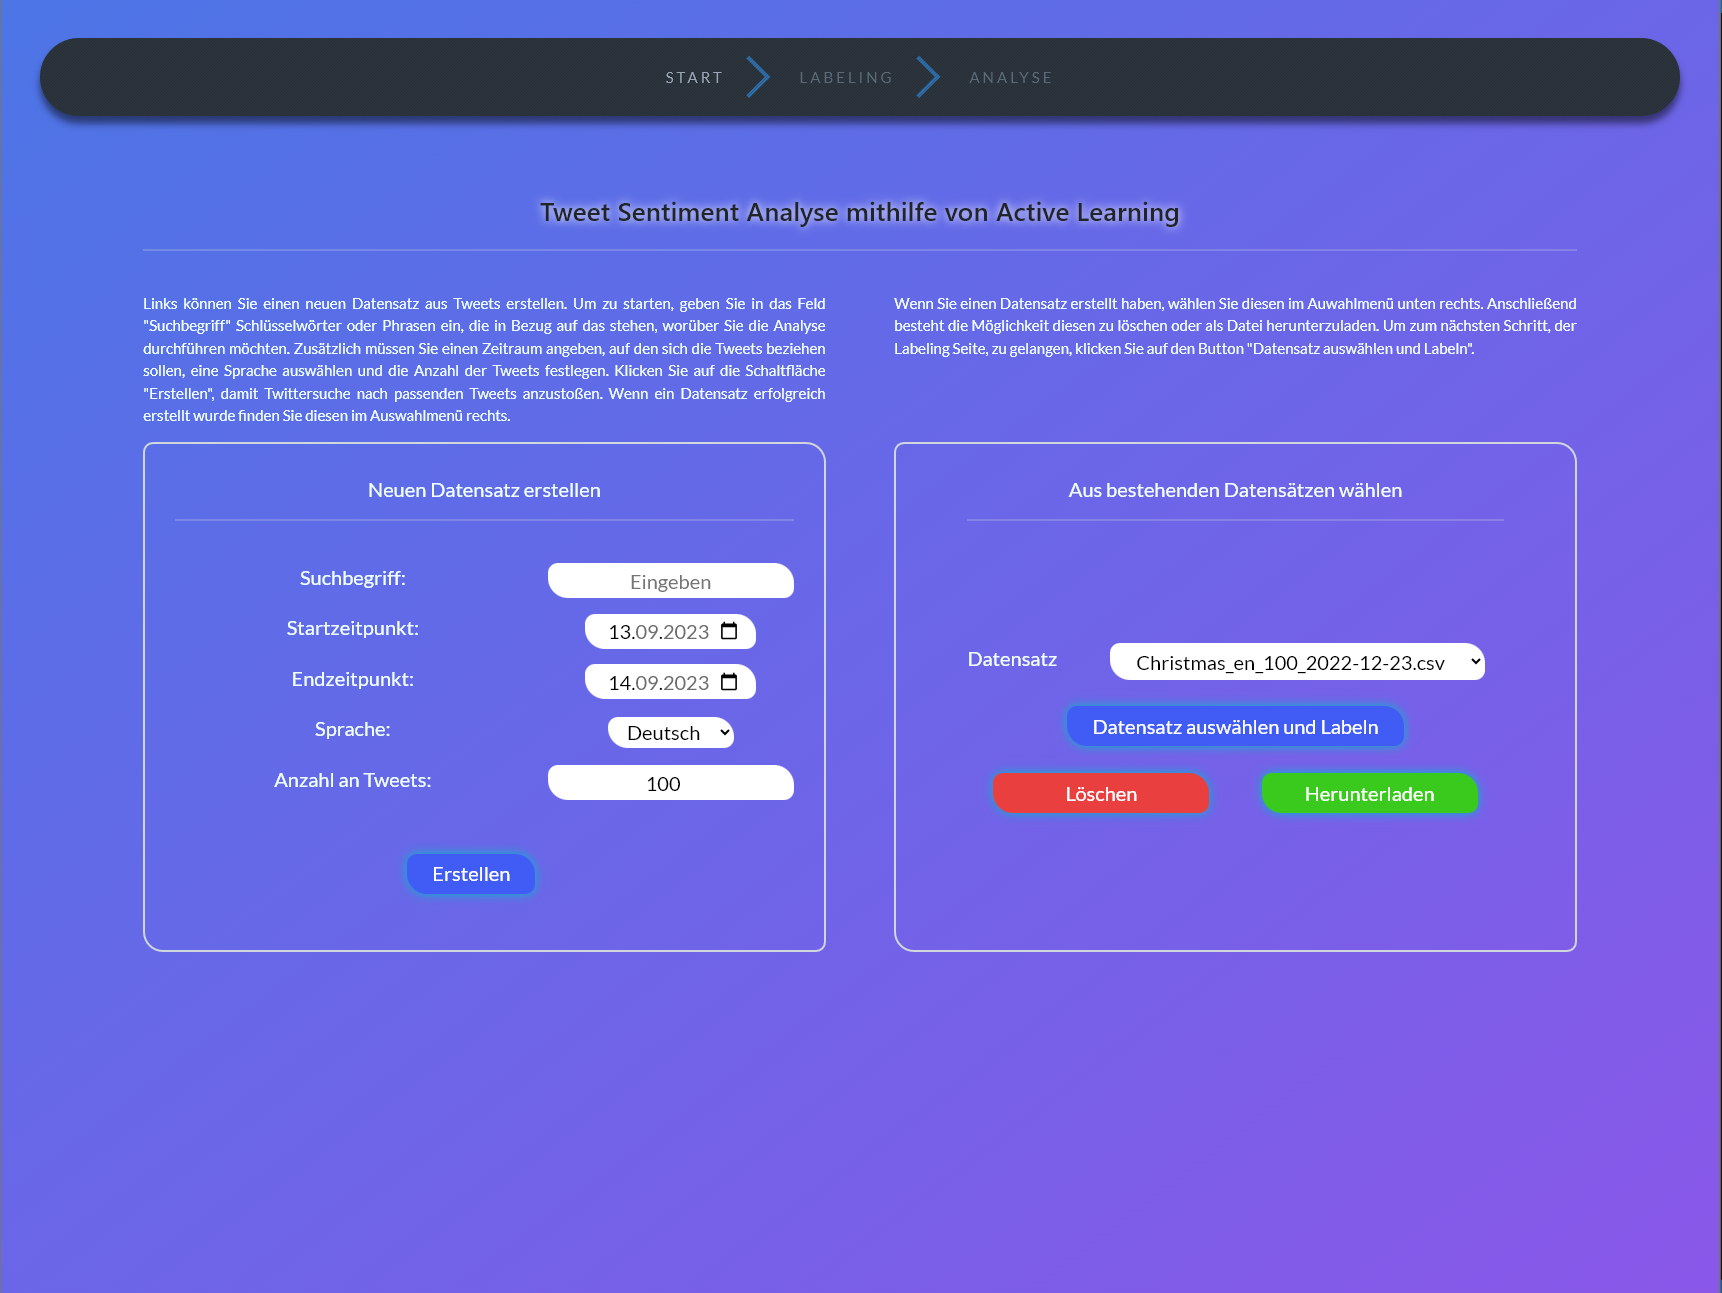 START
LABELING
ANALYSE
Tweet Sentiment Analyse mithilfe von Active Learning
Links können Sie einen neuen Datensatz aus Tweets erstellen. Um zu starten, geben Sie in das Feld
"Suchbegriff" Schlüsselwörter oder Phrasen ein, die in Bezug auf das stehen, worüber Sie die Analyse
durchführen möchten. Zusätzlich müssen Sie einen Zeitraum angeben, auf den sich die Tweets beziehen
sollen, eine Sprache auswählen und die Anzahl der Tweets festlegen. Klicken Sie auf die Schaltfläche
"Erstellen", damit Twittersuche nach passenden Tweets anzustoßen. Wenn ein Datensatz erfolgreich
erstellt wurde finden Sie diesen im Auswahlmenü rechts.
Wenn Sie einen Datensatz erstellt haben, wählen Sie diesen im Auwahlmenü unten rechts. Anschließend
besteht die Möglichkeit diesen zu löschen oder als Datei herunterzuladen. Um zum nächsten Schritt, der
Labeling Seite, zu gelangen, klicken Sie auf den Button "Datensatz auswählen und Labeln".
Neuen Datensatz erstellen
Suchbegriff:
Eingeben
Startzeitpunkt:
13.09.2023
Endzeitpunkt:
14.09.2023
Sprache:
Deutsch
Anzahl an Tweets:
100
Erstellen
Aus bestehenden Datensätzen wählen
Datensatz
Christmas_en_100_2022-12-23.csv
Datensatz auswählen und Labeln
Löschen
Herunterladen